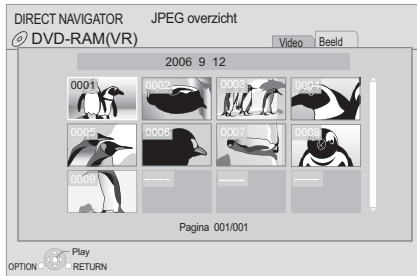 DIRECT NAVIGATOR JPEG overzicht
DVD-RAM(VR)
Video Beeld
2006 9 12
0001 0002 0003 0004
0005 0006 0007 0008
0009 ---- ---- ----
Pagina 001/001
Play
OPTION RETURN